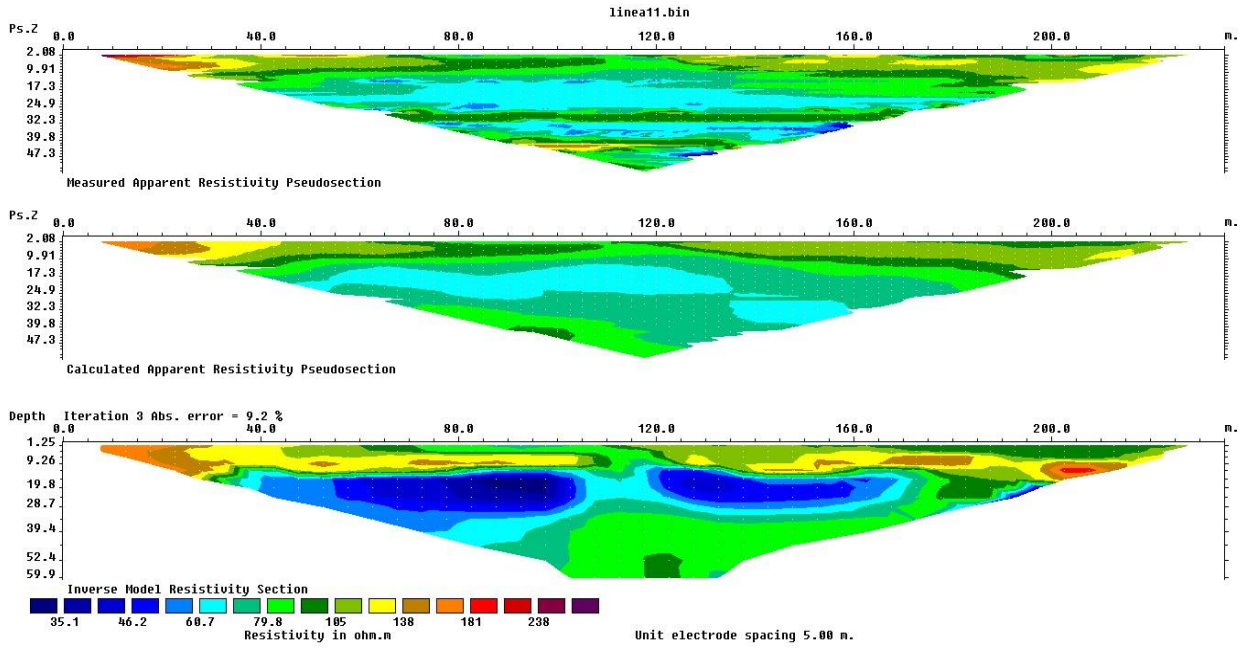 linea11.bin
Ps.Z 0.0 40.0 80.0 120.0 160.0 200.0 m.
2.08
9.91
17.3
24.9
32.3
39.8
47.3
Measured Apparent Resistivity Pseudosection
Ps.Z 0.0 40.0 80.0 120.0 160.0 200.0 m.
2.08
9.91
17.3
24.9
32.3
39.8
47.3
Calculated Apparent Resistivity Pseudosection
Depth Iteration 3 Abs. error = 9.2 %
0.0 40.0 80.0 120.0 160.0 200.0 m.
1.25
9.26
19.8
28.7
39.4
52.4
59.9
Inverse Model Resistivity Section
35.1 46.2 60.7 79.8 105 138 181 238
Resistivity in ohm.m Unit electrode spacing 5.00 m.